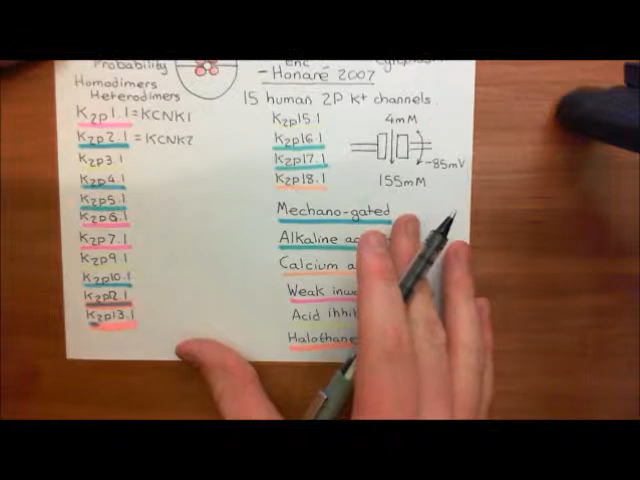 Probability
Homodimers
Heterodimers
Enc
- Honoré 2007
15 human 2P K+ channels
K2p1.1 = KCNK1
K2p2.1 = KCNK2
K2p3.1
K2p4.1
K2p5.1
K2p6.1
K2p7.1
K2p9.1
K2p10.1
K2p12.1
K2p13.1
K2p15.1
K2p16.1
K2p17.1
K2p18.1
4mM
-85mV
155mM
Mechano-gated
Alkaline
Calcium
Weak
Acid
Halothane